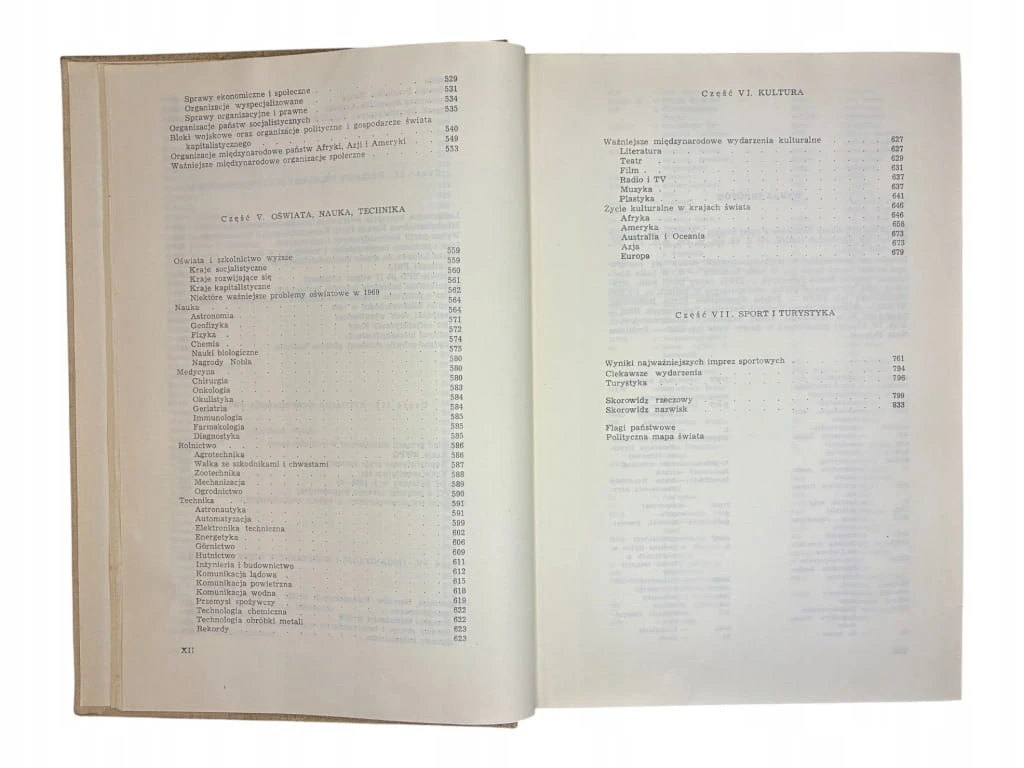 Sprawy ekonomiczne i społeczne 529
Organizacje wyspecjalizowane 531
Sprawy organizacyjne i prawne 534
Organizacje państw socjalistycznych 535
Bloki wojskowe oraz organizacje polityczne i gospodarcze świata
kapitalistycznego 540
Organizacje międzynarodowe państw Afryki, Azji i Ameryki 549
Ważniejsze międzynarodowe organizacje społeczne 553
Część V. OŚWIATA, NAUKA, TECHNIKA
Oświata i szkolnictwo wyższe 559
Kraje socjalistyczne 559
Kraje rozwijające się 560
Kraje kapitalistyczne 561
Niektóre ważniejsze problemy oświatowe w 1969 562
Nauka 564
Astronomia 564
Geofizyka 571
Fizyka 572
Chemia 574
Nauki biologiczne 575
Nagrody Nobla 580
Medycyna 580
Chirurgia 580
Onkologia 583
Okulistyka 584
Geriatria 584
Immunologia 585
Farmakologia 585
Diagnostyka 585
Rolnictwo 586
Agrotechnika 586
Walka ze szkodnikami i chwastami 587
Zootechnika 588
Mechanizacja 589
Ogrodnictwo 590
Technika 591
Astronautyka 591
Automatyzacja 599
Elektronika techniczna 602
Energetyka 606
Górnictwo 609
Hutnictwo 611
Inżynieria i budownictwo 612
Komunikacja lądowa 615
Komunikacja powietrzna 618
Komunikacja wodna 619
Przemysł spożywczy 622
Technologia chemiczna 622
Technologia obróbki metali 623
Rekordy 623
XII
Część VI. KULTURA
Ważniejsze międzynarodowe wydarzenia kulturalne 627
Literatura 627
Teatr 629
Film 631
Radio i TV 637
Muzyka 637
Plastyka 641
Życie kulturalne w krajach świata 646
Afryka 646
Ameryka 658
Australia i Oceania 673
Azja 673
Europa 679
Część VII. SPORT I TURYSTYKA
Wyniki najważniejszych imprez sportowych 761
Ciekawsze wydarzenia 794
Turystyka 796
Skorowidz rzeczowy 799
Skorowidz nazwisk 833
Flagi państwowe
Polityczna mapa świata